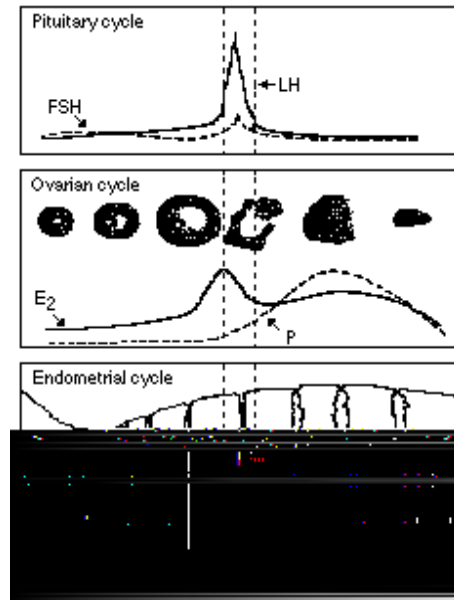 Pituitary cycle
LH
FSH
Ovarian cycle
E2
P
Endometrial cycle